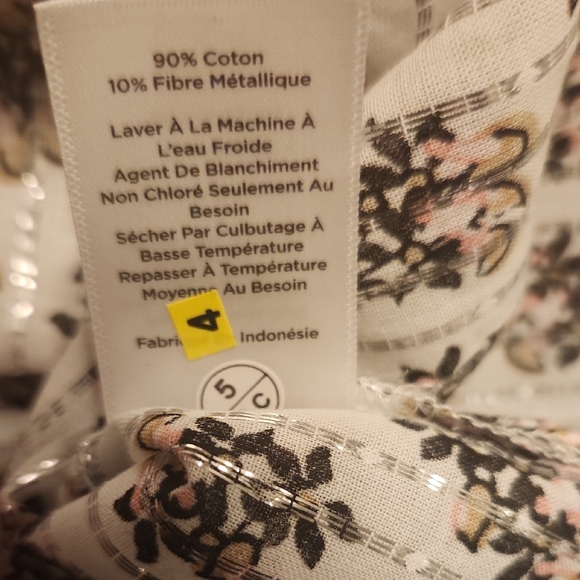 90% Coton
10% Fibre Métallique
Laver À La Machine À
L'eau Froide
Agent De Blanchiment
Non Chloré Seulement Au
Besoin
Sécher Par Culbutage À
Basse Température
Repasser À Température
Moyenne Au Besoin
4
Indonésie
5/C